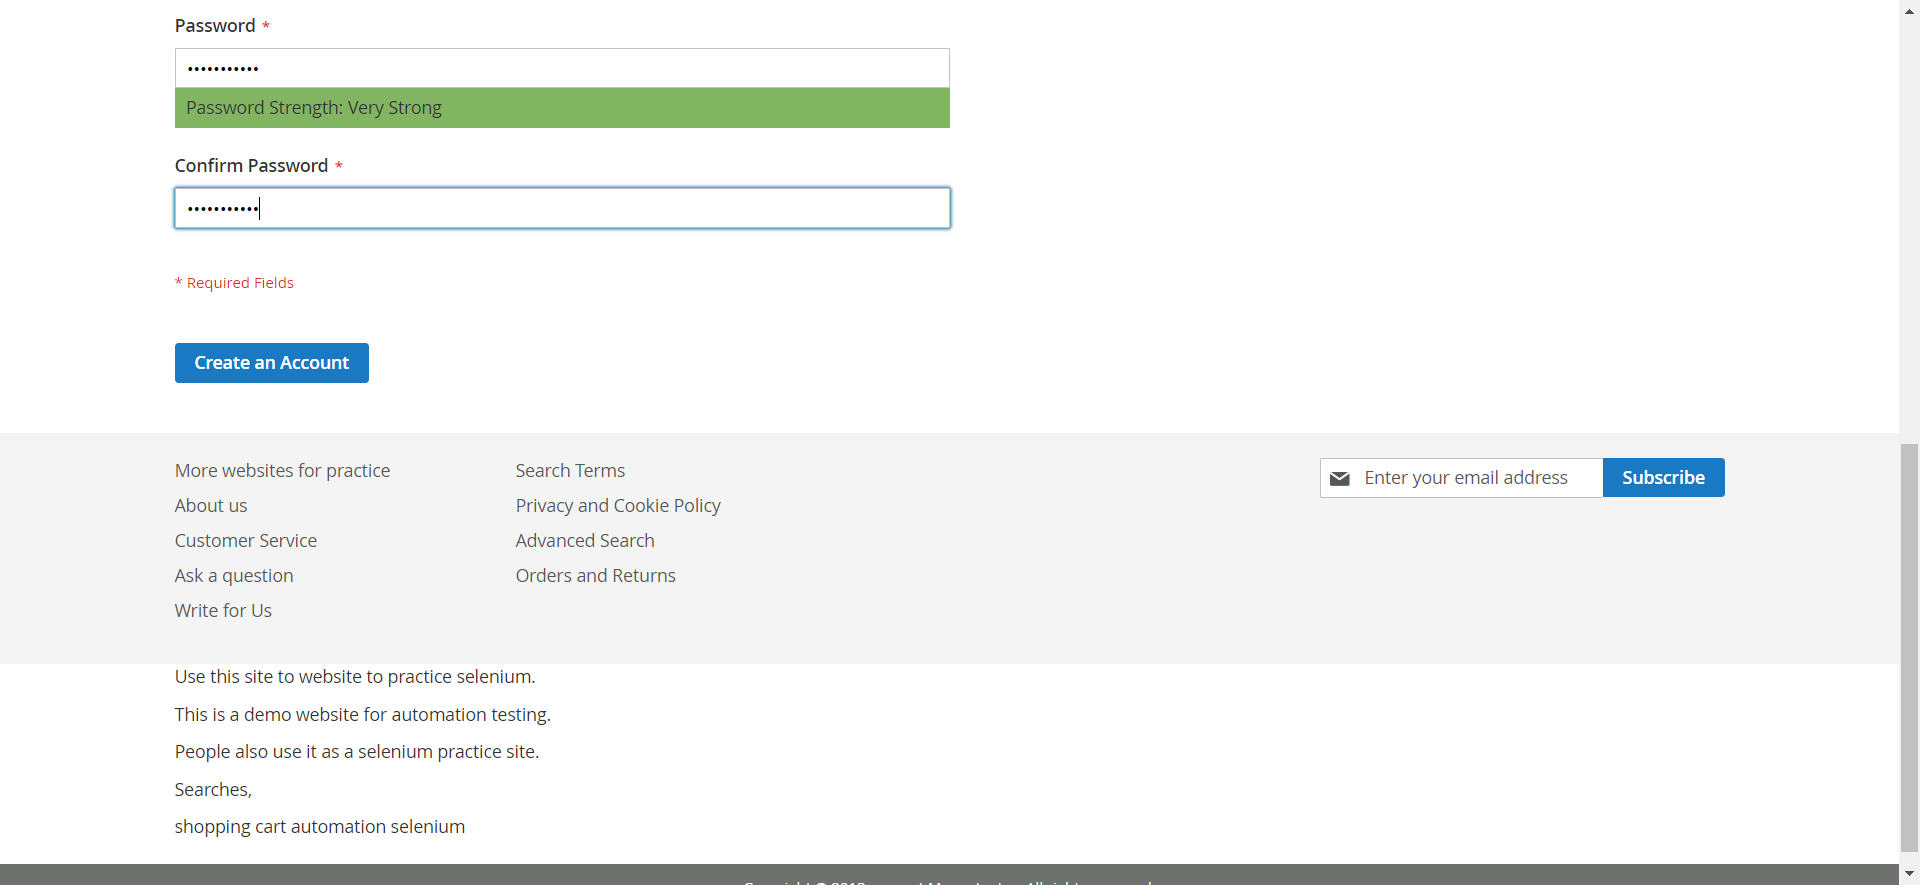 Password *
•••••••••••
Password Strength: Very Strong
Confirm Password *
•••••••••••
* Required Fields
Create an Account
More websites for practice
About us
Customer Service
Ask a question
Write for Us
Search Terms
Privacy and Cookie Policy
Advanced Search
Orders and Returns
Enter your email address
Subscribe
Use this site to website to practice selenium.
This is a demo website for automation testing.
People also use it as a selenium practice site.
Searches,
shopping cart automation selenium